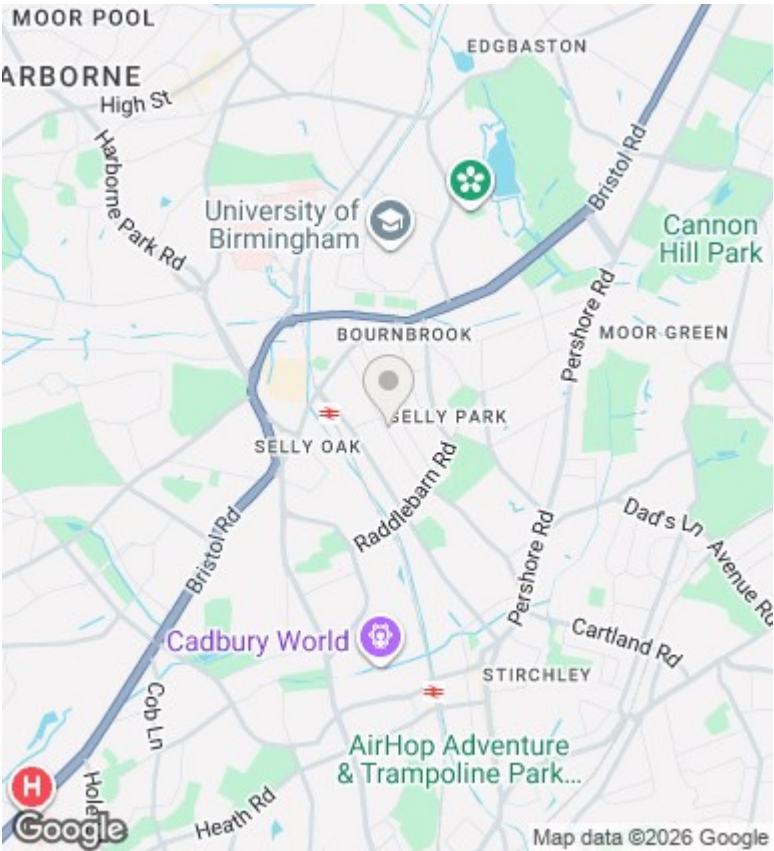 MOOR POOL
EDGBASTON
ARBORNE
High St
Harborne Park Rd
Bristol Rd
University of
Birmingham
Cannon
Hill Park
Pershore Rd
BOURNBROOK
MOOR GREEN
SELLY PARK
SELLY OAK
Raddlebarn Rd
Bristol Rd
Pershore Rd
Dad's Ln
Avenue Rd
Cadbury World
Cartland Rd
STIRCHLEY
Cob Ln
AirHop Adventure
& Trampoline Park...
H
Hole
Heath Rd
Google
Map data ©2026 Google